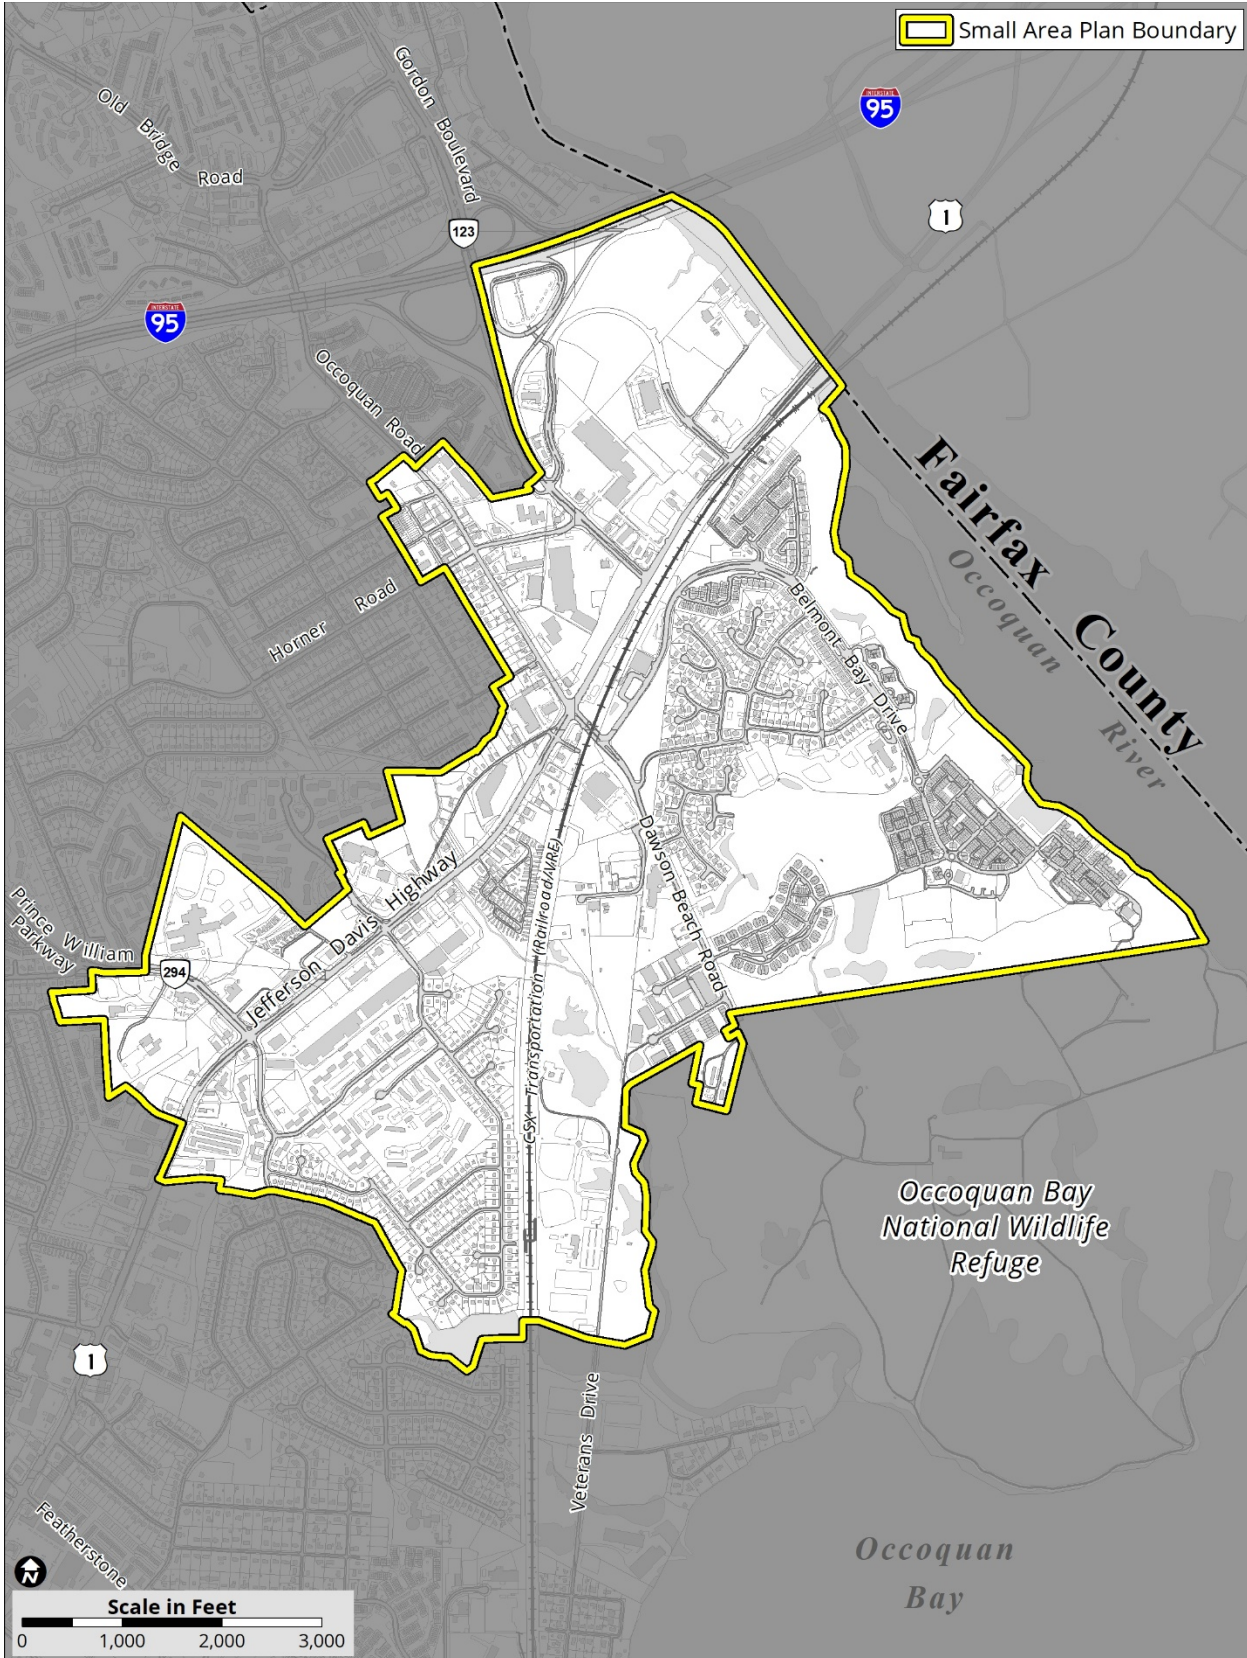 Small Area Plan Boundary
INTERSTATE
95
Gordon Boulevard
Old Bridge Road
1
123
INTERSTATE
95
Occoquan Road
Fairfax County
Occoquan River
Horner Road
Belmont Bay Drive
Dawson Beach Road
Jefferson Davis Highway
CSX Transportation (Railroad/VRE)
Prince William
Parkway
294
Occoquan Bay
National Wildlife
Refuge
1
Veterans Drive
Featherstone
Occoquan
Bay
N
Scale in Feet
0 1,000 2,000 3,000